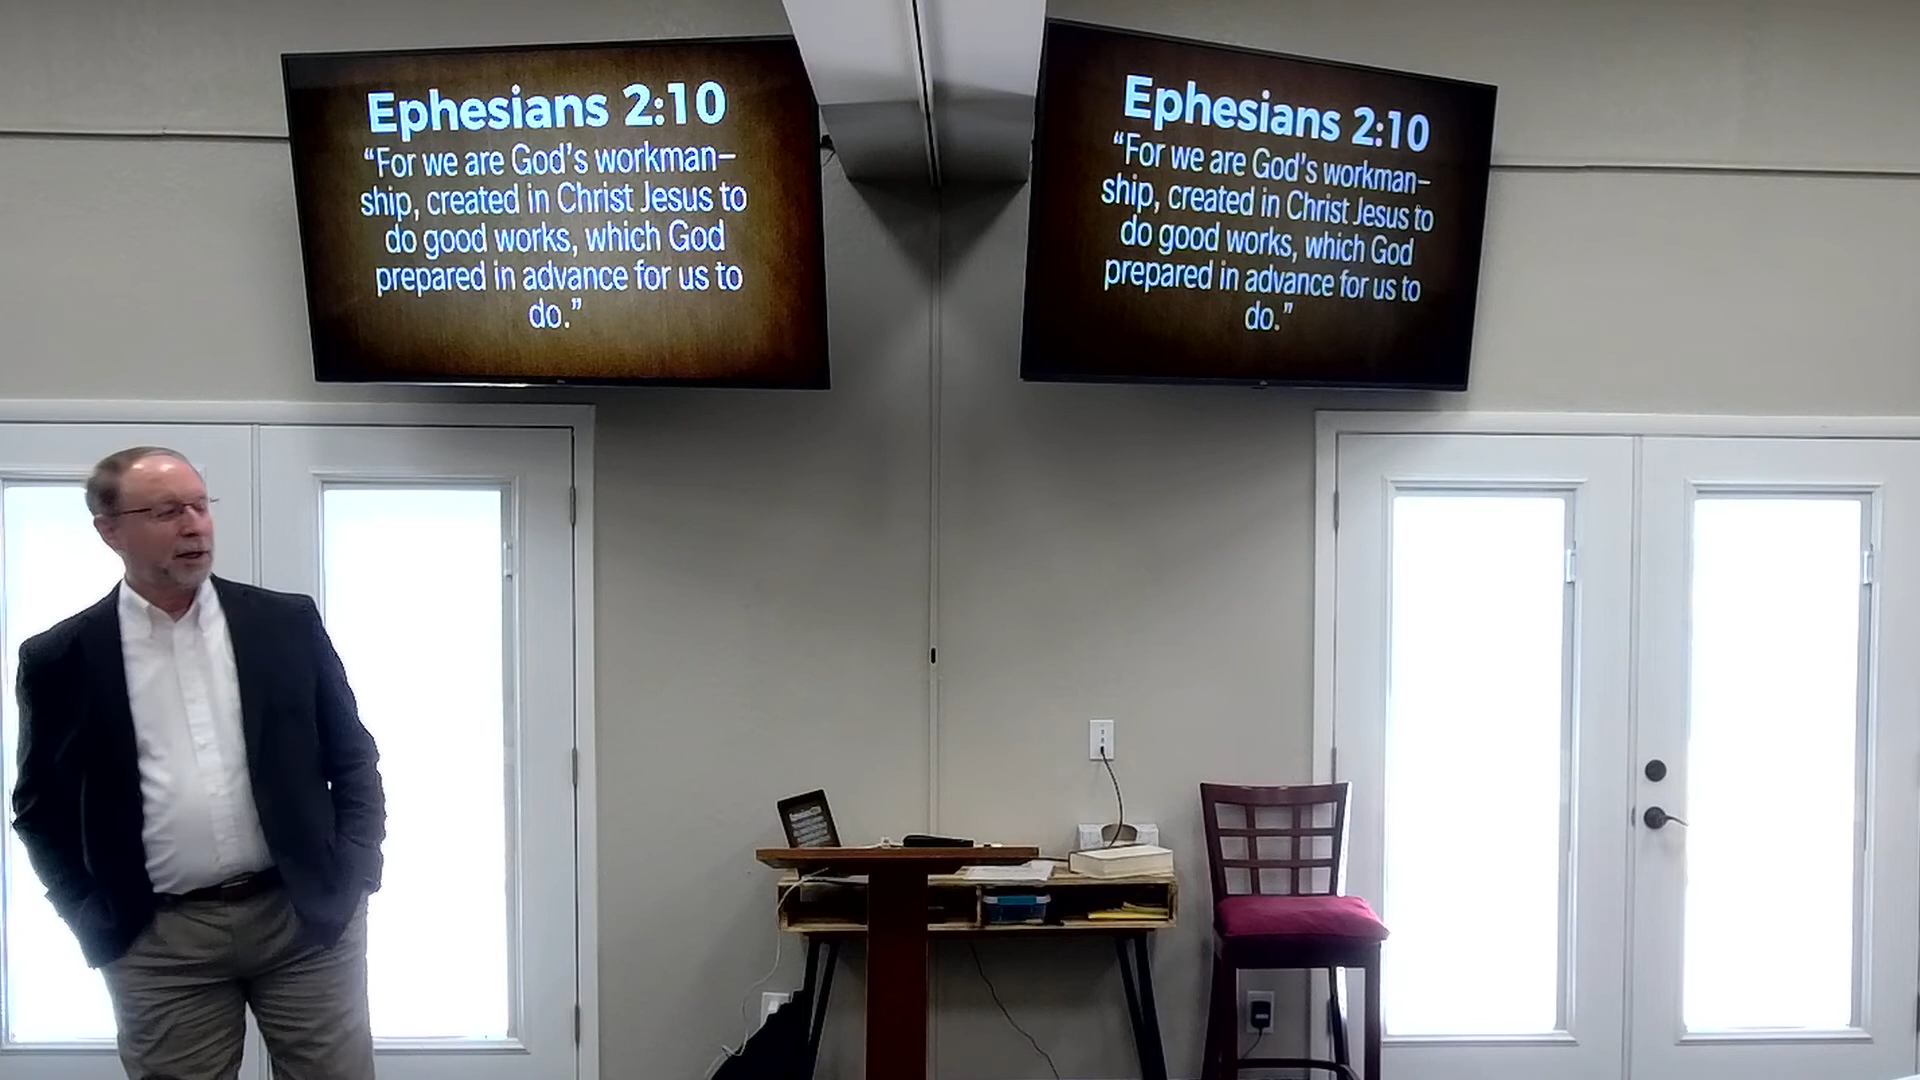 Ephesians 2:10
“For we are God’s workman–
ship, created in Christ Jesus to
do good works, which God
prepared in advance for us to
do.”
Ephesians 2:10
“For we are God’s workman–
ship, created in Christ Jesus to
do good works, which God
prepared in advance for us to
do.”